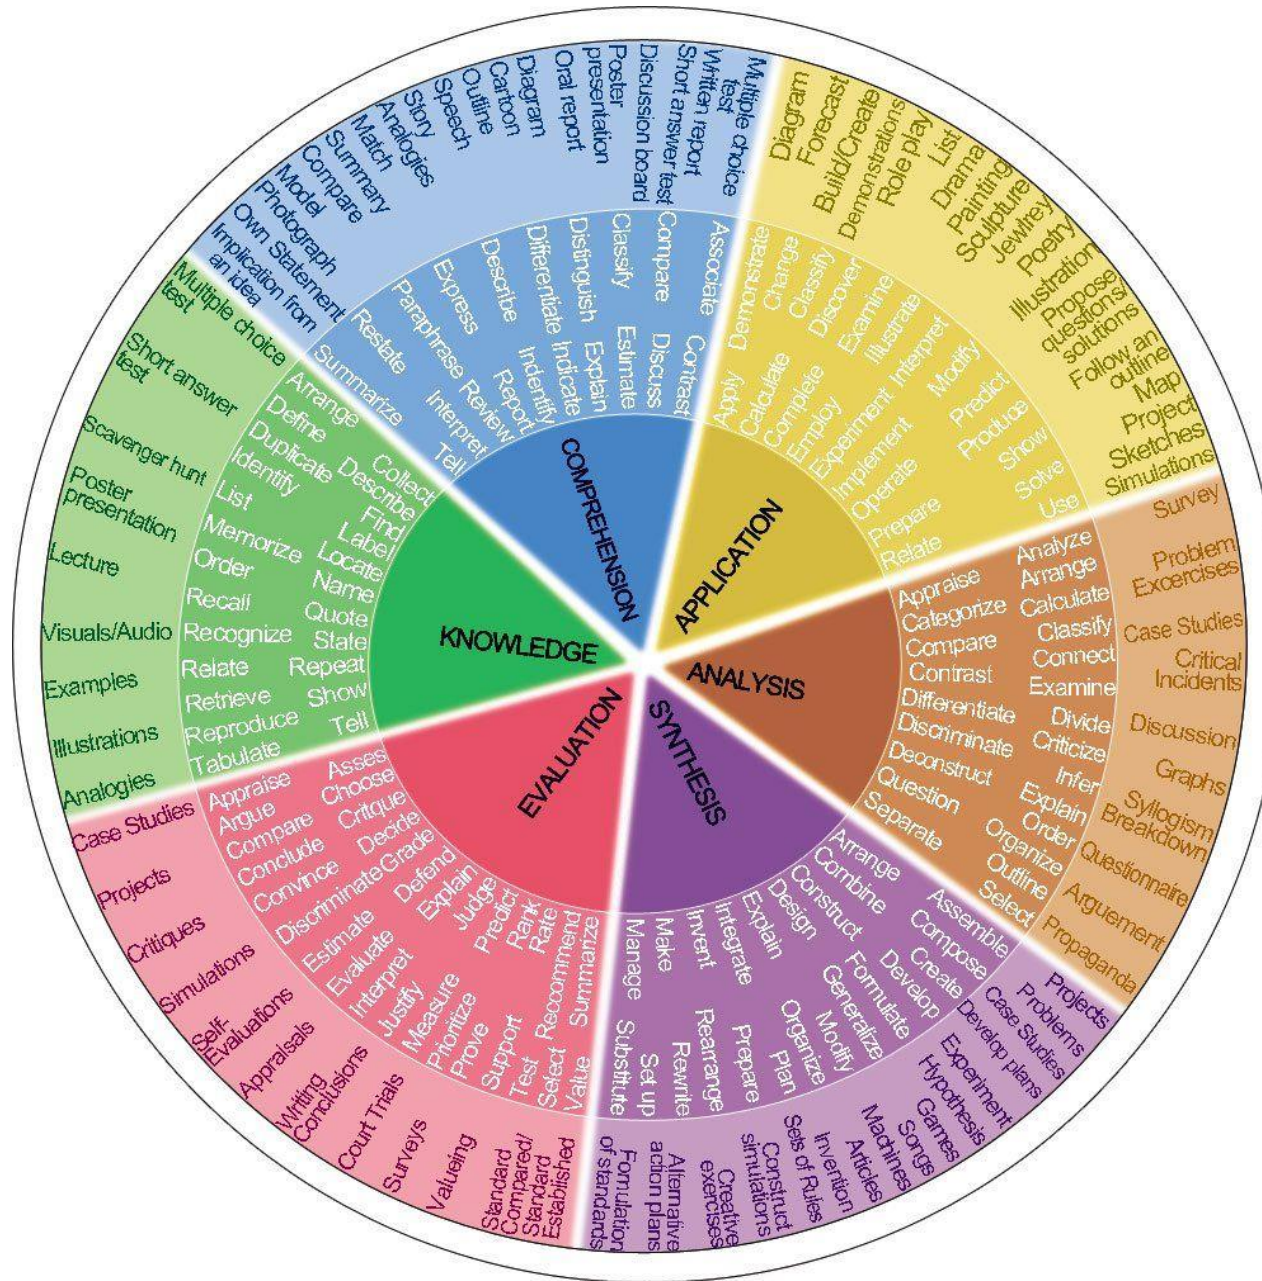 COMPREHENSION
Implication from
an idea
Own Statement
Photograph
Model
Compare
Summary
Match
Analogies
Story
Speech
Outline
Cartoon
Diagram
Oral report
Poster
presentation
Discussion board
Short answer test
Written report
Multiple choice
test
Summarize
Restate
Paraphrase
Express
Describe
Differentiate
Distinguish
Classify
Compare
Associate
Tell
Interpret
Review
Report
Indentify
Indicate
Explain
Estimate
Discuss
Contrast
APPLICATION
Diagram
Forecast
Build/Create
Demonstrations
Role play
List
Drama
Painting
Sculpture
Jewtrey
Poetry
Illustration
Propose
questions/
solutions
Follow an
outline
Map
Project
Sketches
Simulations
Demonstrate
Change
Classify
Discover
Examine
Illustrate
Interpret
Modify
Predict
Produce
Show
Solve
Use
Apply
Calculate
Complete
Employ
Experiment
Implement
Operate
Prepare
Relate
ANALYSIS
Survey
Problem
Excercises
Case Studies
Critical
Incidents
Discussion
Graphs
Syllogism
Breakdown
Questionnaire
Arguement
Propaganda
Analyze
Arrange
Calculate
Classify
Connect
Examine
Divide
Criticize
Infer
Explain
Order
Organize
Outline
Select
Appraise
Categorize
Compare
Contrast
Differentiate
Discriminate
Deconstruct
Question
Separate
SYNTHESIS
Projects
Problems
Case Studies
Develop plans
Experiment
Hypothesis
Games
Songs
Machines
Articles
Invention
Sets of Rules
Construct
simulations
Creative
exercises
Alternative
action plans
Formulation
of standards
Assemble
Compose
Create
Develop
Formulate
Generalize
Modify
Organize
Plan
Prepare
Rearrange
Rewrite
Set up
Substitute
Arrange
Combine
Construct
Design
Explain
Integrate
Invent
Make
Manage
EVALUATION
Case Studies
Projects
Critiques
Simulations
Self-
Evaluations
Appraisals
Writing
Conclusions
Court Trials
Surveys
Valueing
Standard
Compared/
Standard
Established
Appraise
Argue
Compare
Conclude
Convince
Discriminate
Estimate
Evaluate
Interpret
Justify
Measure
Prioritize
Prove
Support
Test
Select
Value
Asses
Choose
Critque
Decide
Grade
Defend
Explain
Judge
Predict
Rank
Rate
Reccommend
Summarize
KNOWLEDGE
Multiple choice
test
Short answer
test
Scavenger hunt
Poster
presentation
Lecture
Visuals/Audio
Examples
Illustrations
Analogies
Arrange
Define
Duplicate
Identify
List
Memorize
Order
Recall
Recognize
Relate
Retrieve
Reproduce
Tabulate
Collect
Describe
Find
Label
Locate
Name
Quote
State
Repeat
Show
Tell